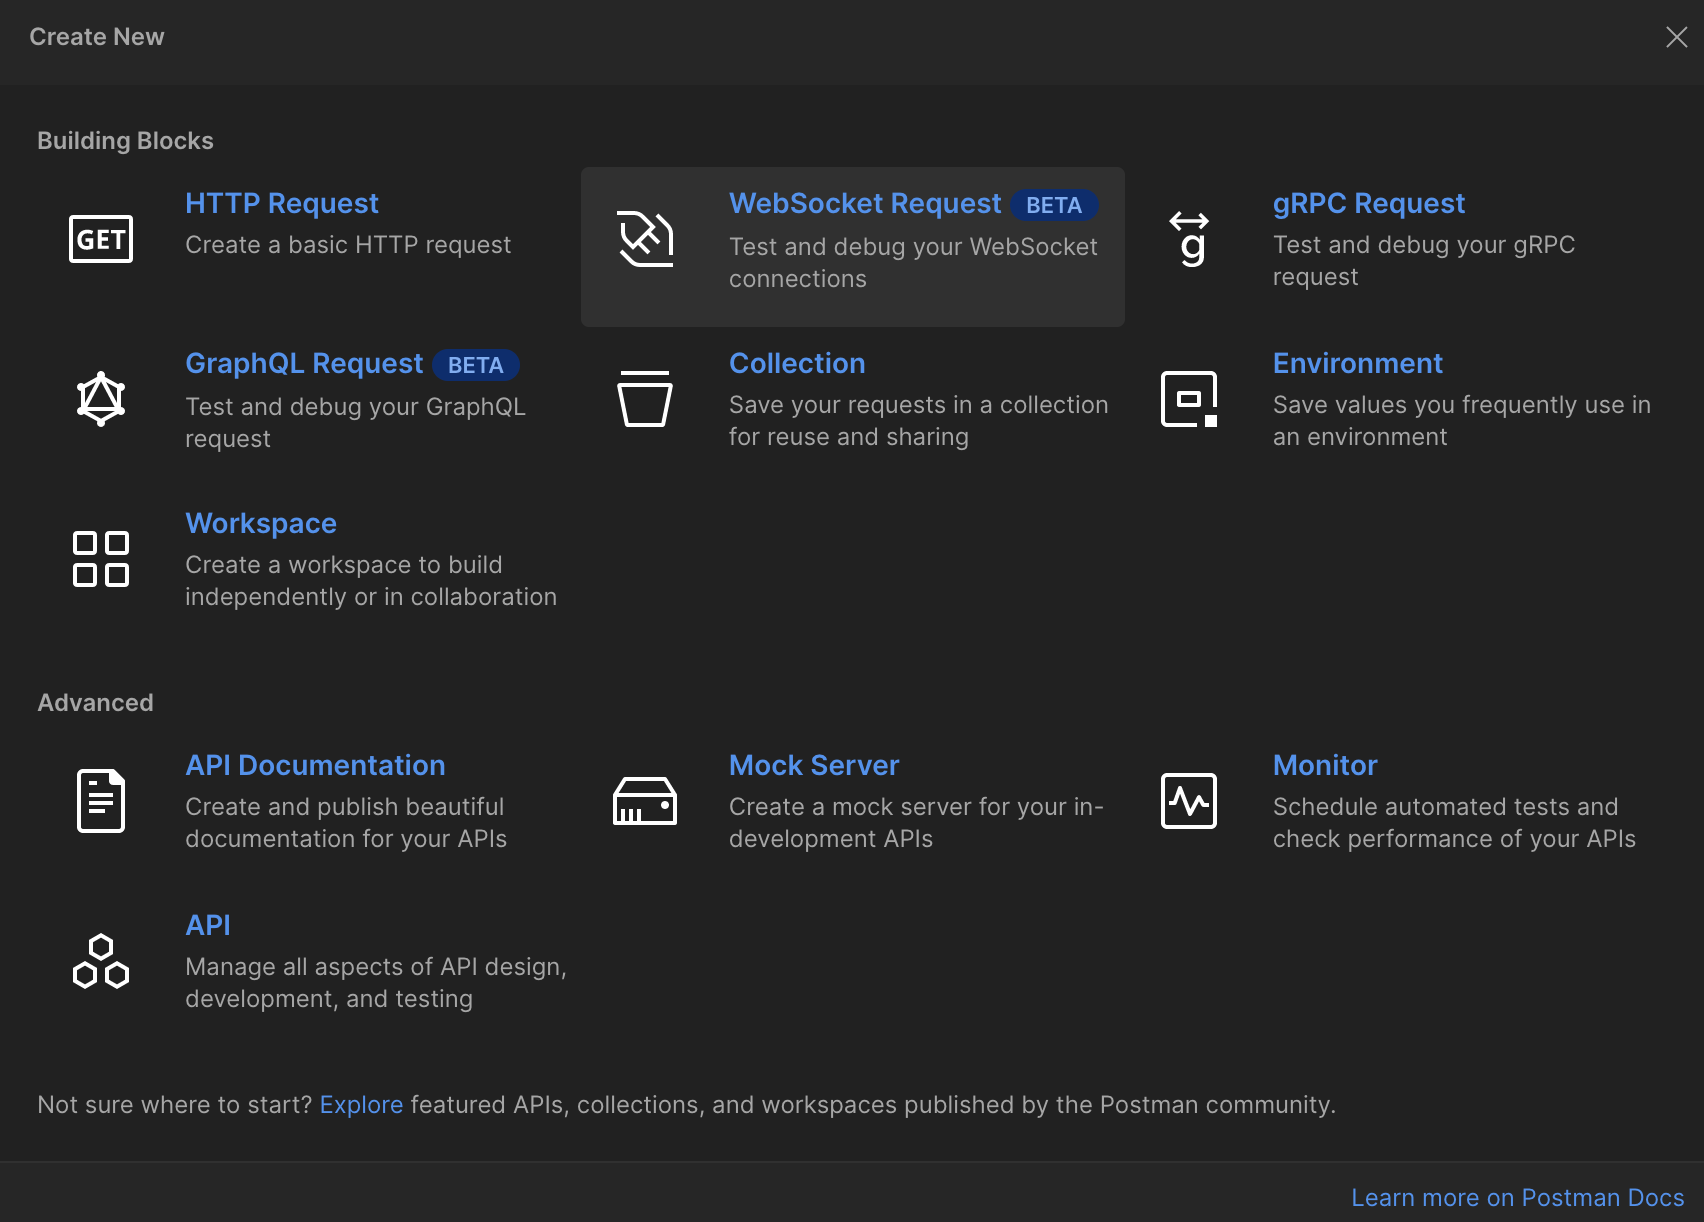 Create New
Building Blocks
GET
HTTP Request
Create a basic HTTP request
WebSocket Request BETA
Test and debug your WebSocket
connections
g
gRPC Request
Test and debug your gRPC
request
GraphQL Request BETA
Test and debug your GraphQL
request
Collection
Save your requests in a collection
for reuse and sharing
Environment
Save values you frequently use in
an environment
Workspace
Create a workspace to build
independently or in collaboration
Advanced
API Documentation
Create and publish beautiful
documentation for your APIs
Mock Server
Create a mock server for your in-
development APIs
Monitor
Schedule automated tests and
check performance of your APIs
API
Manage all aspects of API design,
development, and testing
Not sure where to start? Explore featured APIs, collections, and workspaces published by the Postman community.
Learn more on Postman Docs